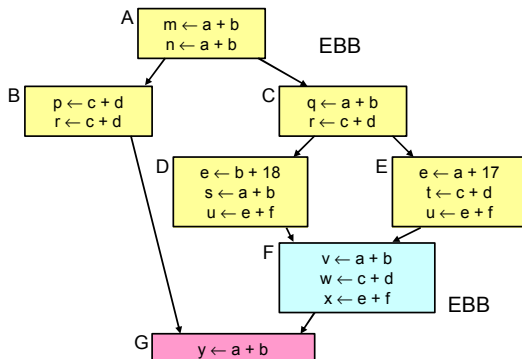 A
m ← a + b
n ← a + b
EBB
B
p ← c + d
r ← c + d
C
q ← a + b
r ← c + d
D
e ← b + 18
s ← a + b
u ← e + f
E
e ← a + 17
t ← c + d
u ← e + f
F
v ← a + b
w ← c + d
x ← e + f
EBB
G
y ← a + b